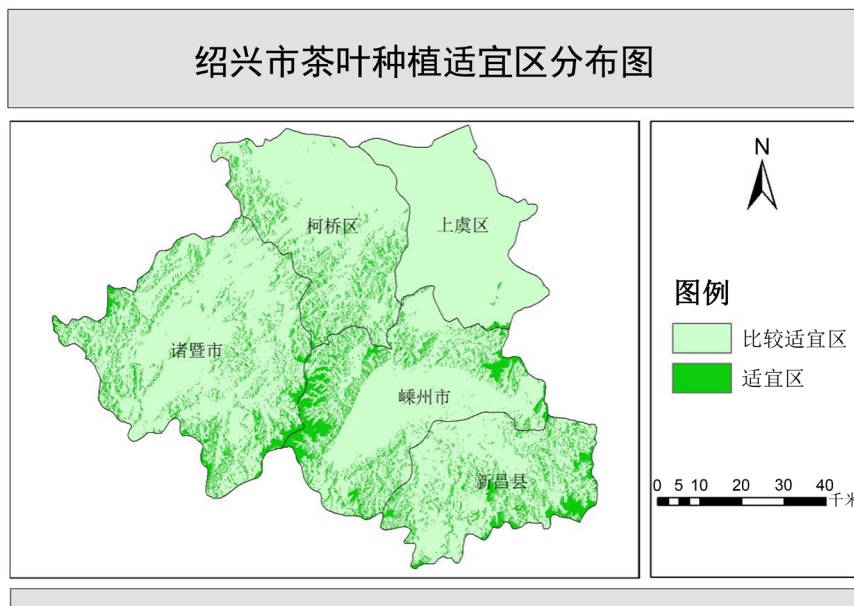 绍兴市茶叶种植适宜区分布图
N
柯桥区
上虞区
诸暨市
嵊州市
新昌县
图例
比较适宜区
适宜区
0 5 10 20 30 40
千米